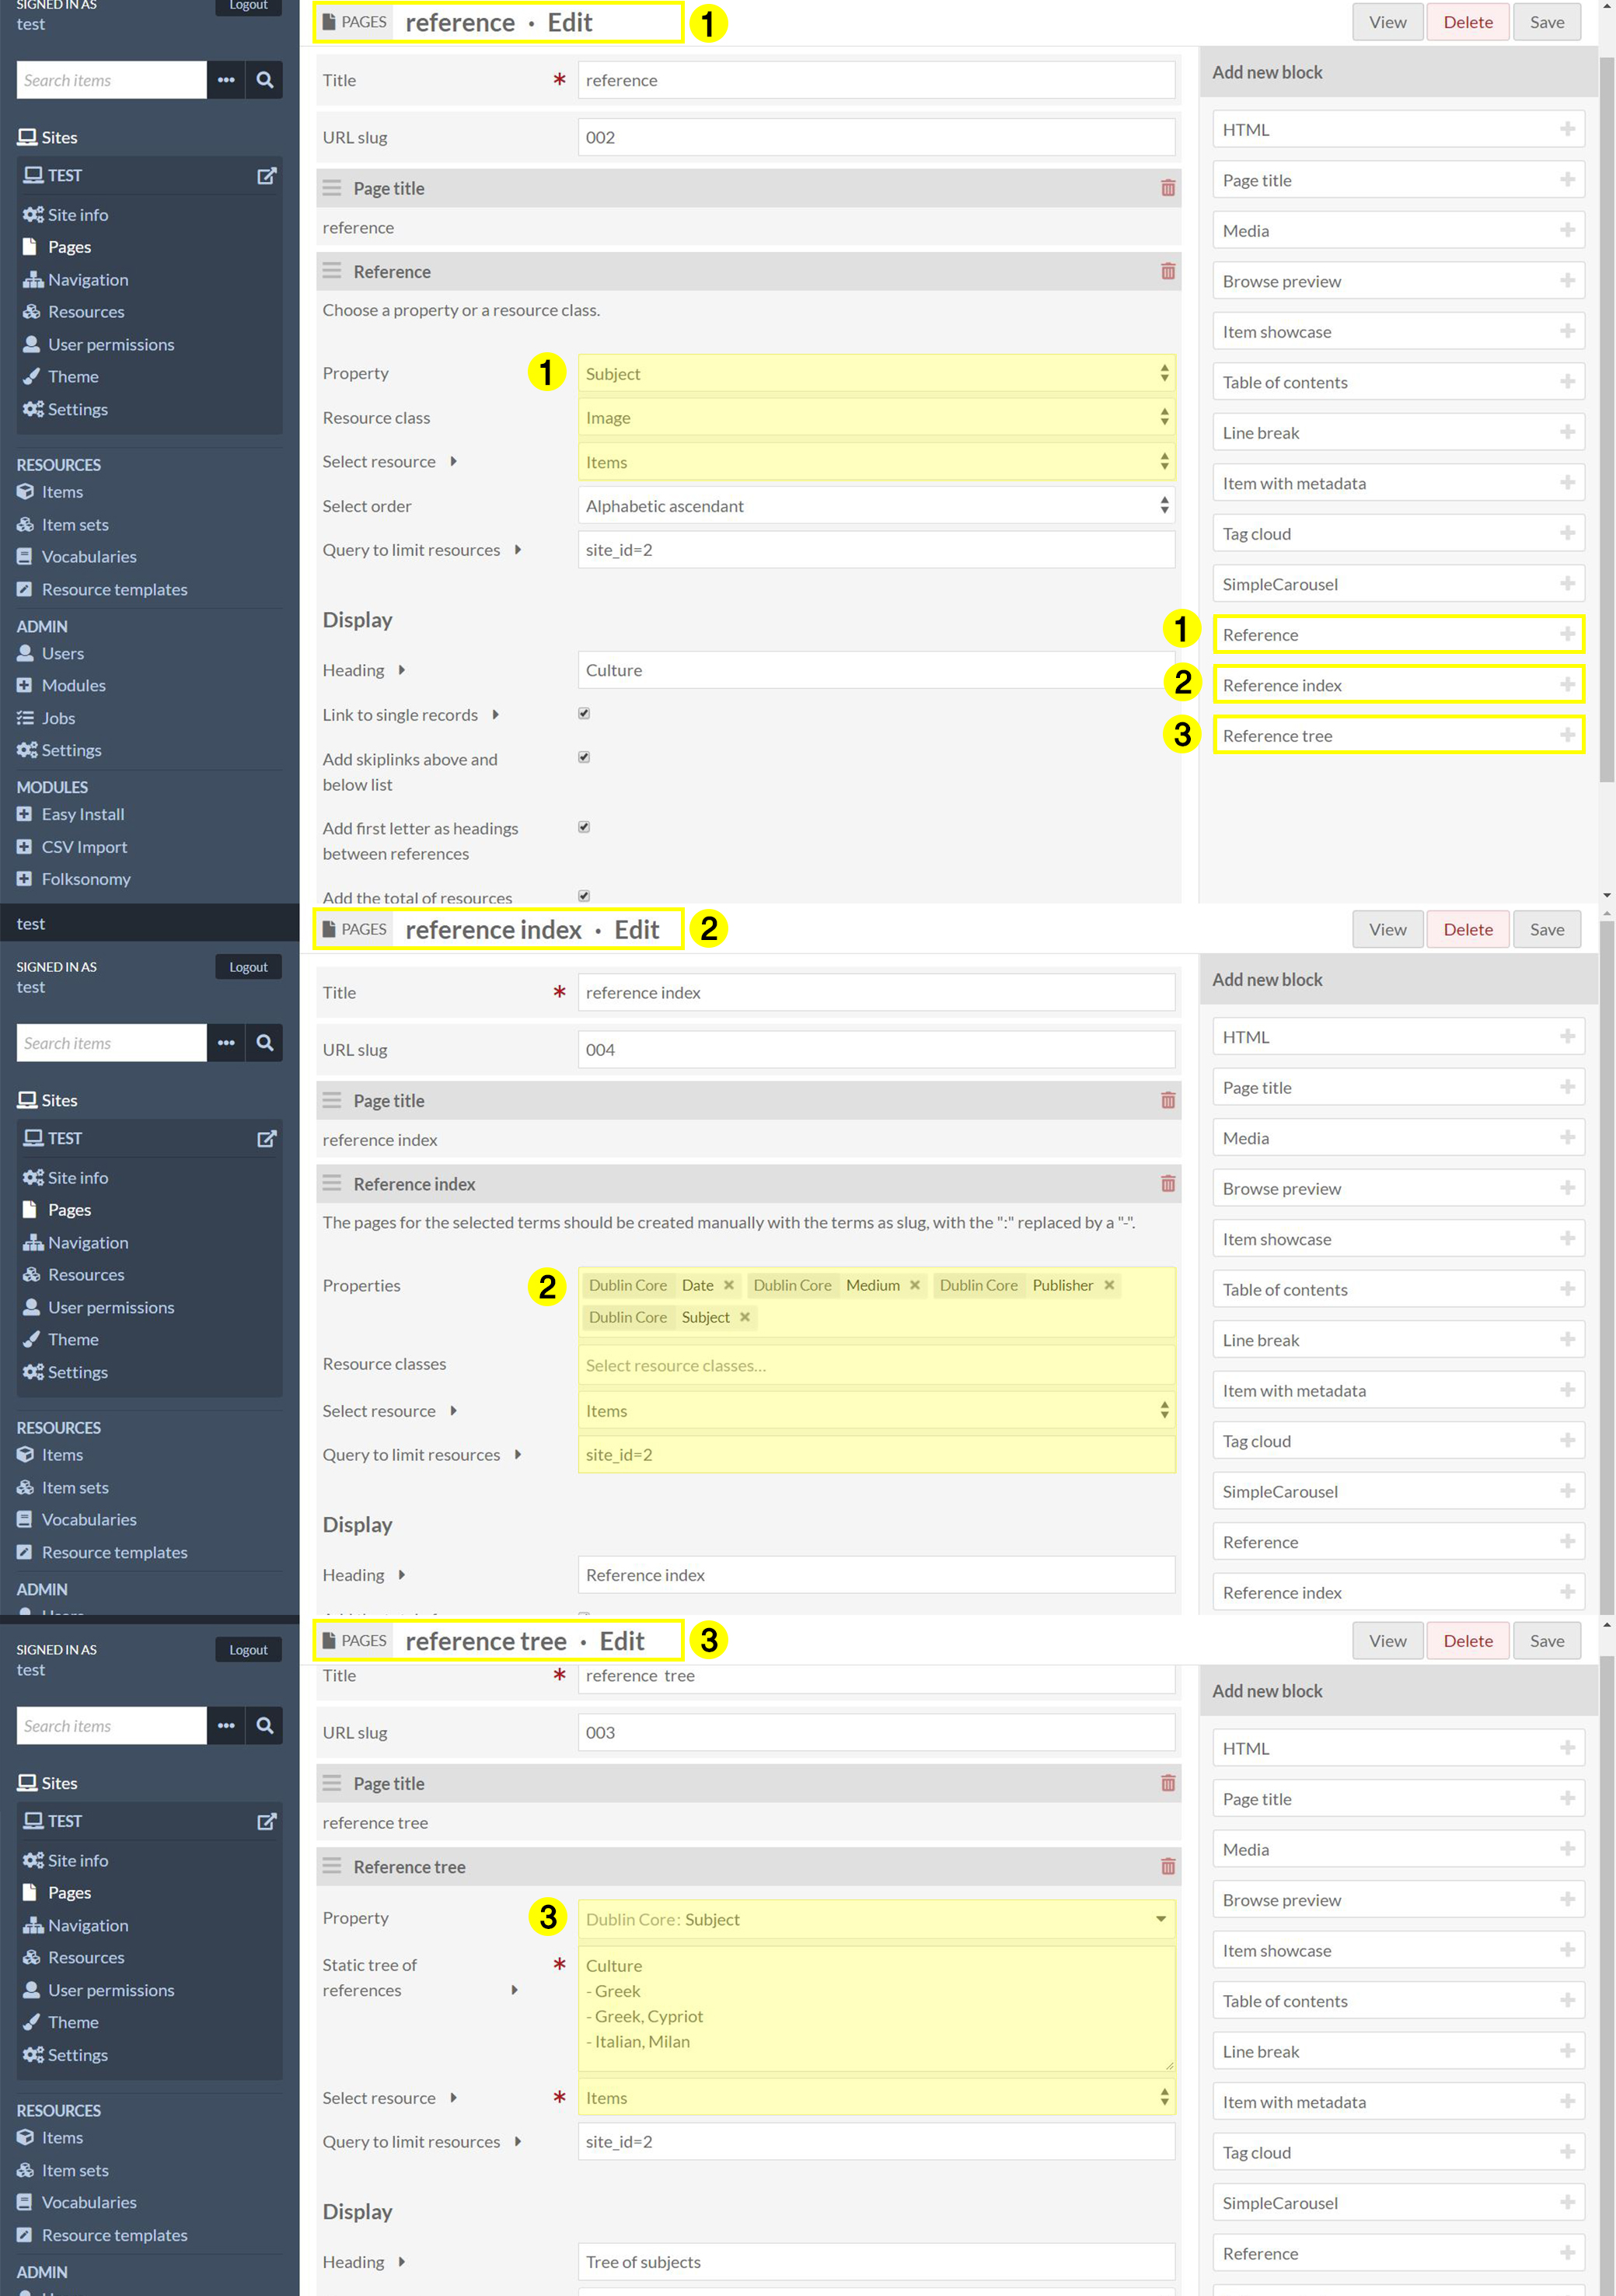 SIGNED IN AS
Logout
test
Search items
Sites
TEST
Site info
Pages
Navigation
Resources
User permissions
Theme
Settings
RESOURCES
Items
Item sets
Vocabularies
Resource templates
ADMIN
Users
Modules
Jobs
Settings
MODULES
Easy Install
CSV Import
Folksonomy
PAGES reference · Edit 1
View Delete Save
Title * reference
URL slug 002
Page title
reference
Reference
Choose a property or a resource class.
Property 1 Subject
Resource class Image
Select resource Items
Select order Alphabetic ascendant
Query to limit resources site_id=2
Display
Heading Culture
Link to single records
Add skiplinks above and
below list
Add first letter as headings
between references
Add the total of resources
Add new block
HTML
Page title
Media
Browse preview
Item showcase
Table of contents
Line break
Item with metadata
Tag cloud
SimpleCarousel
1 Reference
2 Reference index
3 Reference tree
test
SIGNED IN AS
Logout
test
Search items
Sites
TEST
Site info
Pages
Navigation
Resources
User permissions
Theme
Settings
RESOURCES
Items
Item sets
Vocabularies
Resource templates
ADMIN
PAGES reference index · Edit 2
View Delete Save
Title * reference index
URL slug 004
Page title
reference index
Reference index
The pages for the selected terms should be created manually with the terms as slug, with the ":" replaced by a "-".
Properties 2 Dublin Core Date × Dublin Core Medium × Dublin Core Publisher ×
Dublin Core Subject ×
Resource classes Select resource classes...
Select resource Items
Query to limit resources site_id=2
Display
Heading Reference index
Add new block
HTML
Page title
Media
Browse preview
Item showcase
Table of contents
Line break
Item with metadata
Tag cloud
SimpleCarousel
Reference
Reference index
SIGNED IN AS
Logout
test
Search items
Sites
TEST
Site info
Pages
Navigation
Resources
User permissions
Theme
Settings
RESOURCES
Items
Item sets
Vocabularies
Resource templates
ADMIN
PAGES reference tree · Edit 3
View Delete Save
Title * reference tree
URL slug 003
Page title
reference tree
Reference tree
Property 3 Dublin Core: Subject
Static tree of
references *
Culture
- Greek
- Greek, Cypriot
- Italian, Milan
Select resource * Items
Query to limit resources site_id=2
Display
Heading Tree of subjects
Add new block
HTML
Page title
Media
Browse preview
Item showcase
Table of contents
Line break
Item with metadata
Tag cloud
SimpleCarousel
Reference